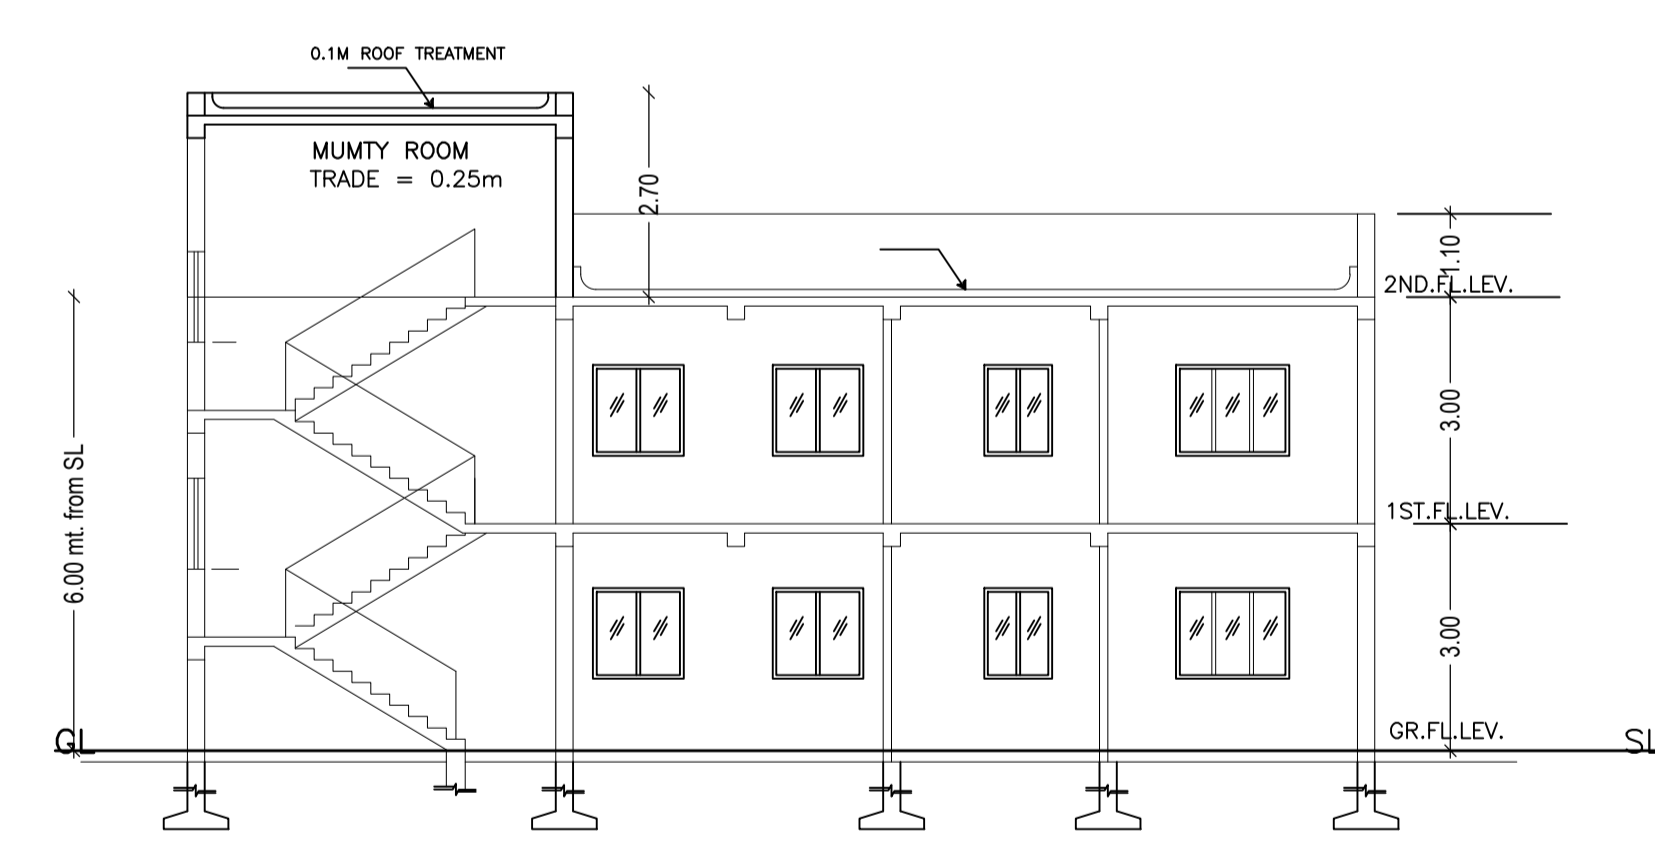 0.1M ROOF TREATMENT
MUMTY ROOM
TRADE = 0.25m
2.70
1.10
2ND.FL.LEV.
3.00
6.00 mt. from SL
1ST.FL.LEV.
3.00
GR.FL.LEV.
GL
SL